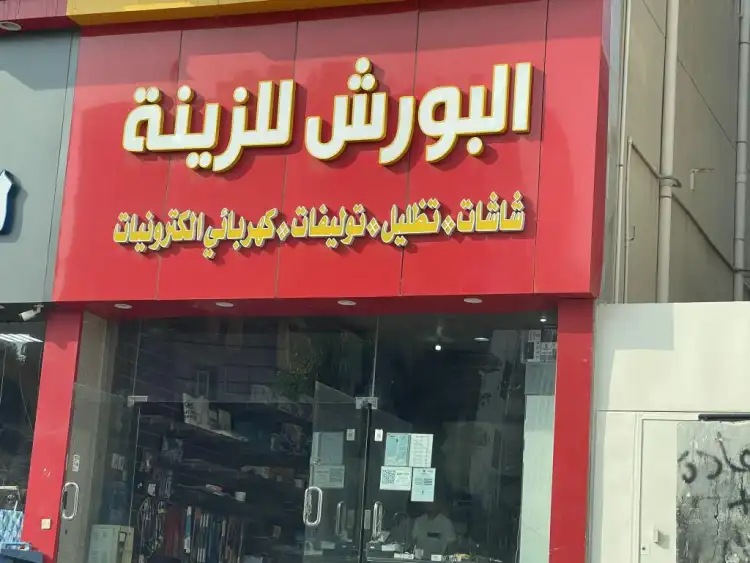 البورش للزينة
شاشات ❖ تظليل ❖ توليفات ❖ كهربائي الكترونيات